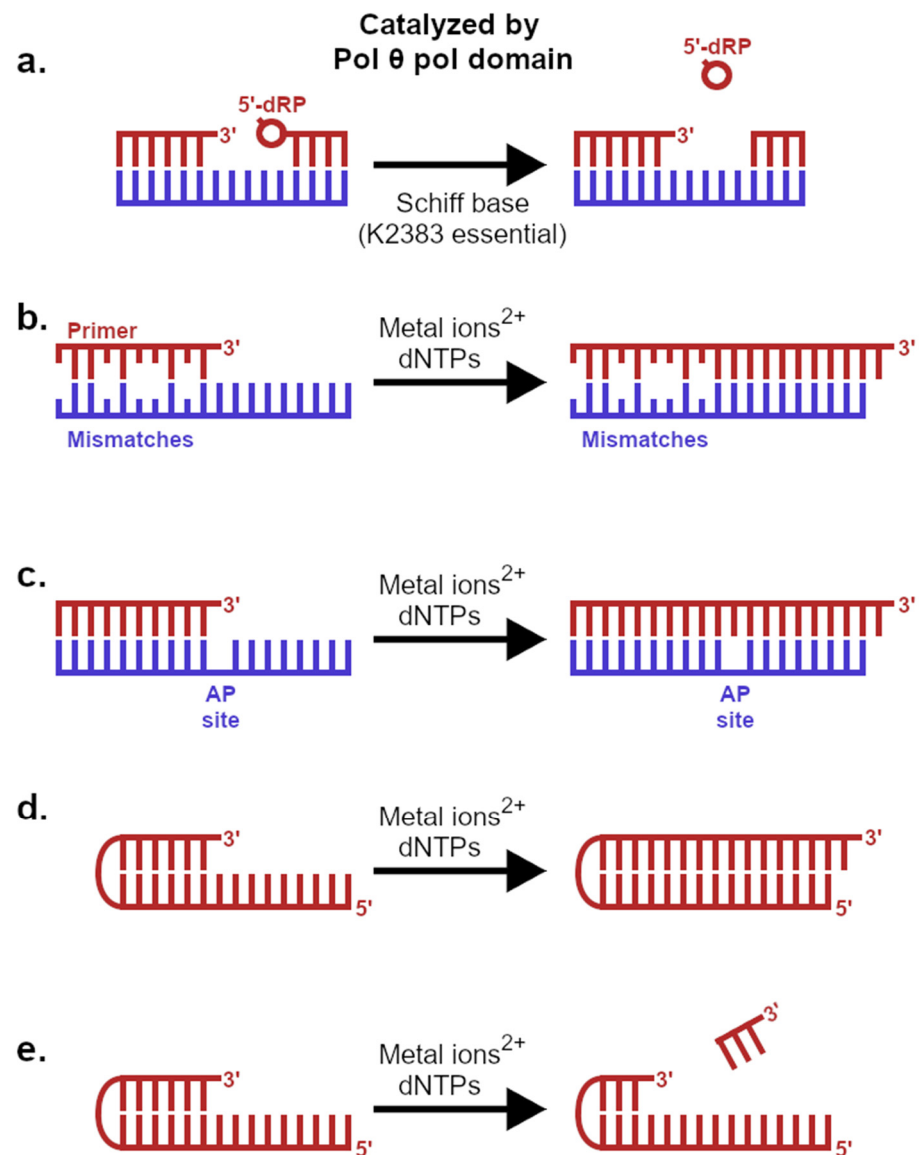 Catalyzed by
Pol θ pol domain
a.
5'-dRP
3'
Schiff base
(K2383 essential)
5'-dRP
3'
b.
Primer
3'
Mismatches
Metal ions2+
dNTPs
3'
Mismatches
c.
3'
AP
site
Metal ions2+
dNTPs
3'
AP
site
d.
3'
5'
Metal ions2+
dNTPs
3'
5'
e.
3'
5'
Metal ions2+
dNTPs
3'
3'
5'